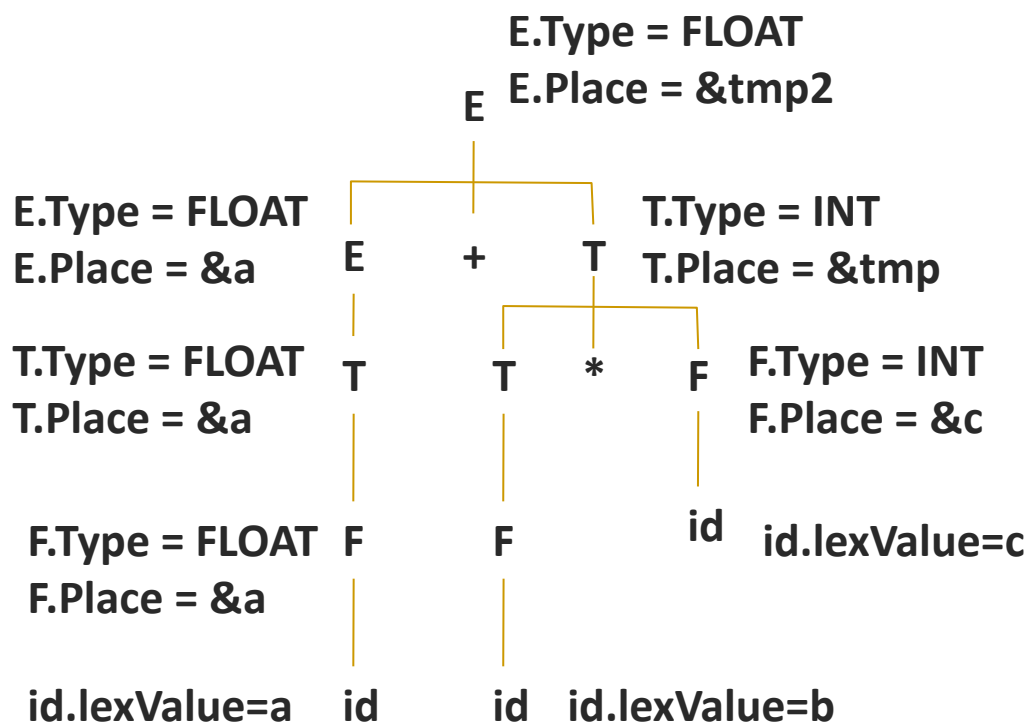 E.Type = FLOAT
E.Place = &tmp2
E
E.Type = FLOAT
E.Place = &a
E + T
T.Type = INT
T.Place = &tmp
T.Type = FLOAT
T.Place = &a
T T * F
F.Type = INT
F.Place = &c
F.Type = FLOAT
F.Place = &a
F F
id id.lexValue=c
id.lexValue=a id id id.lexValue=b